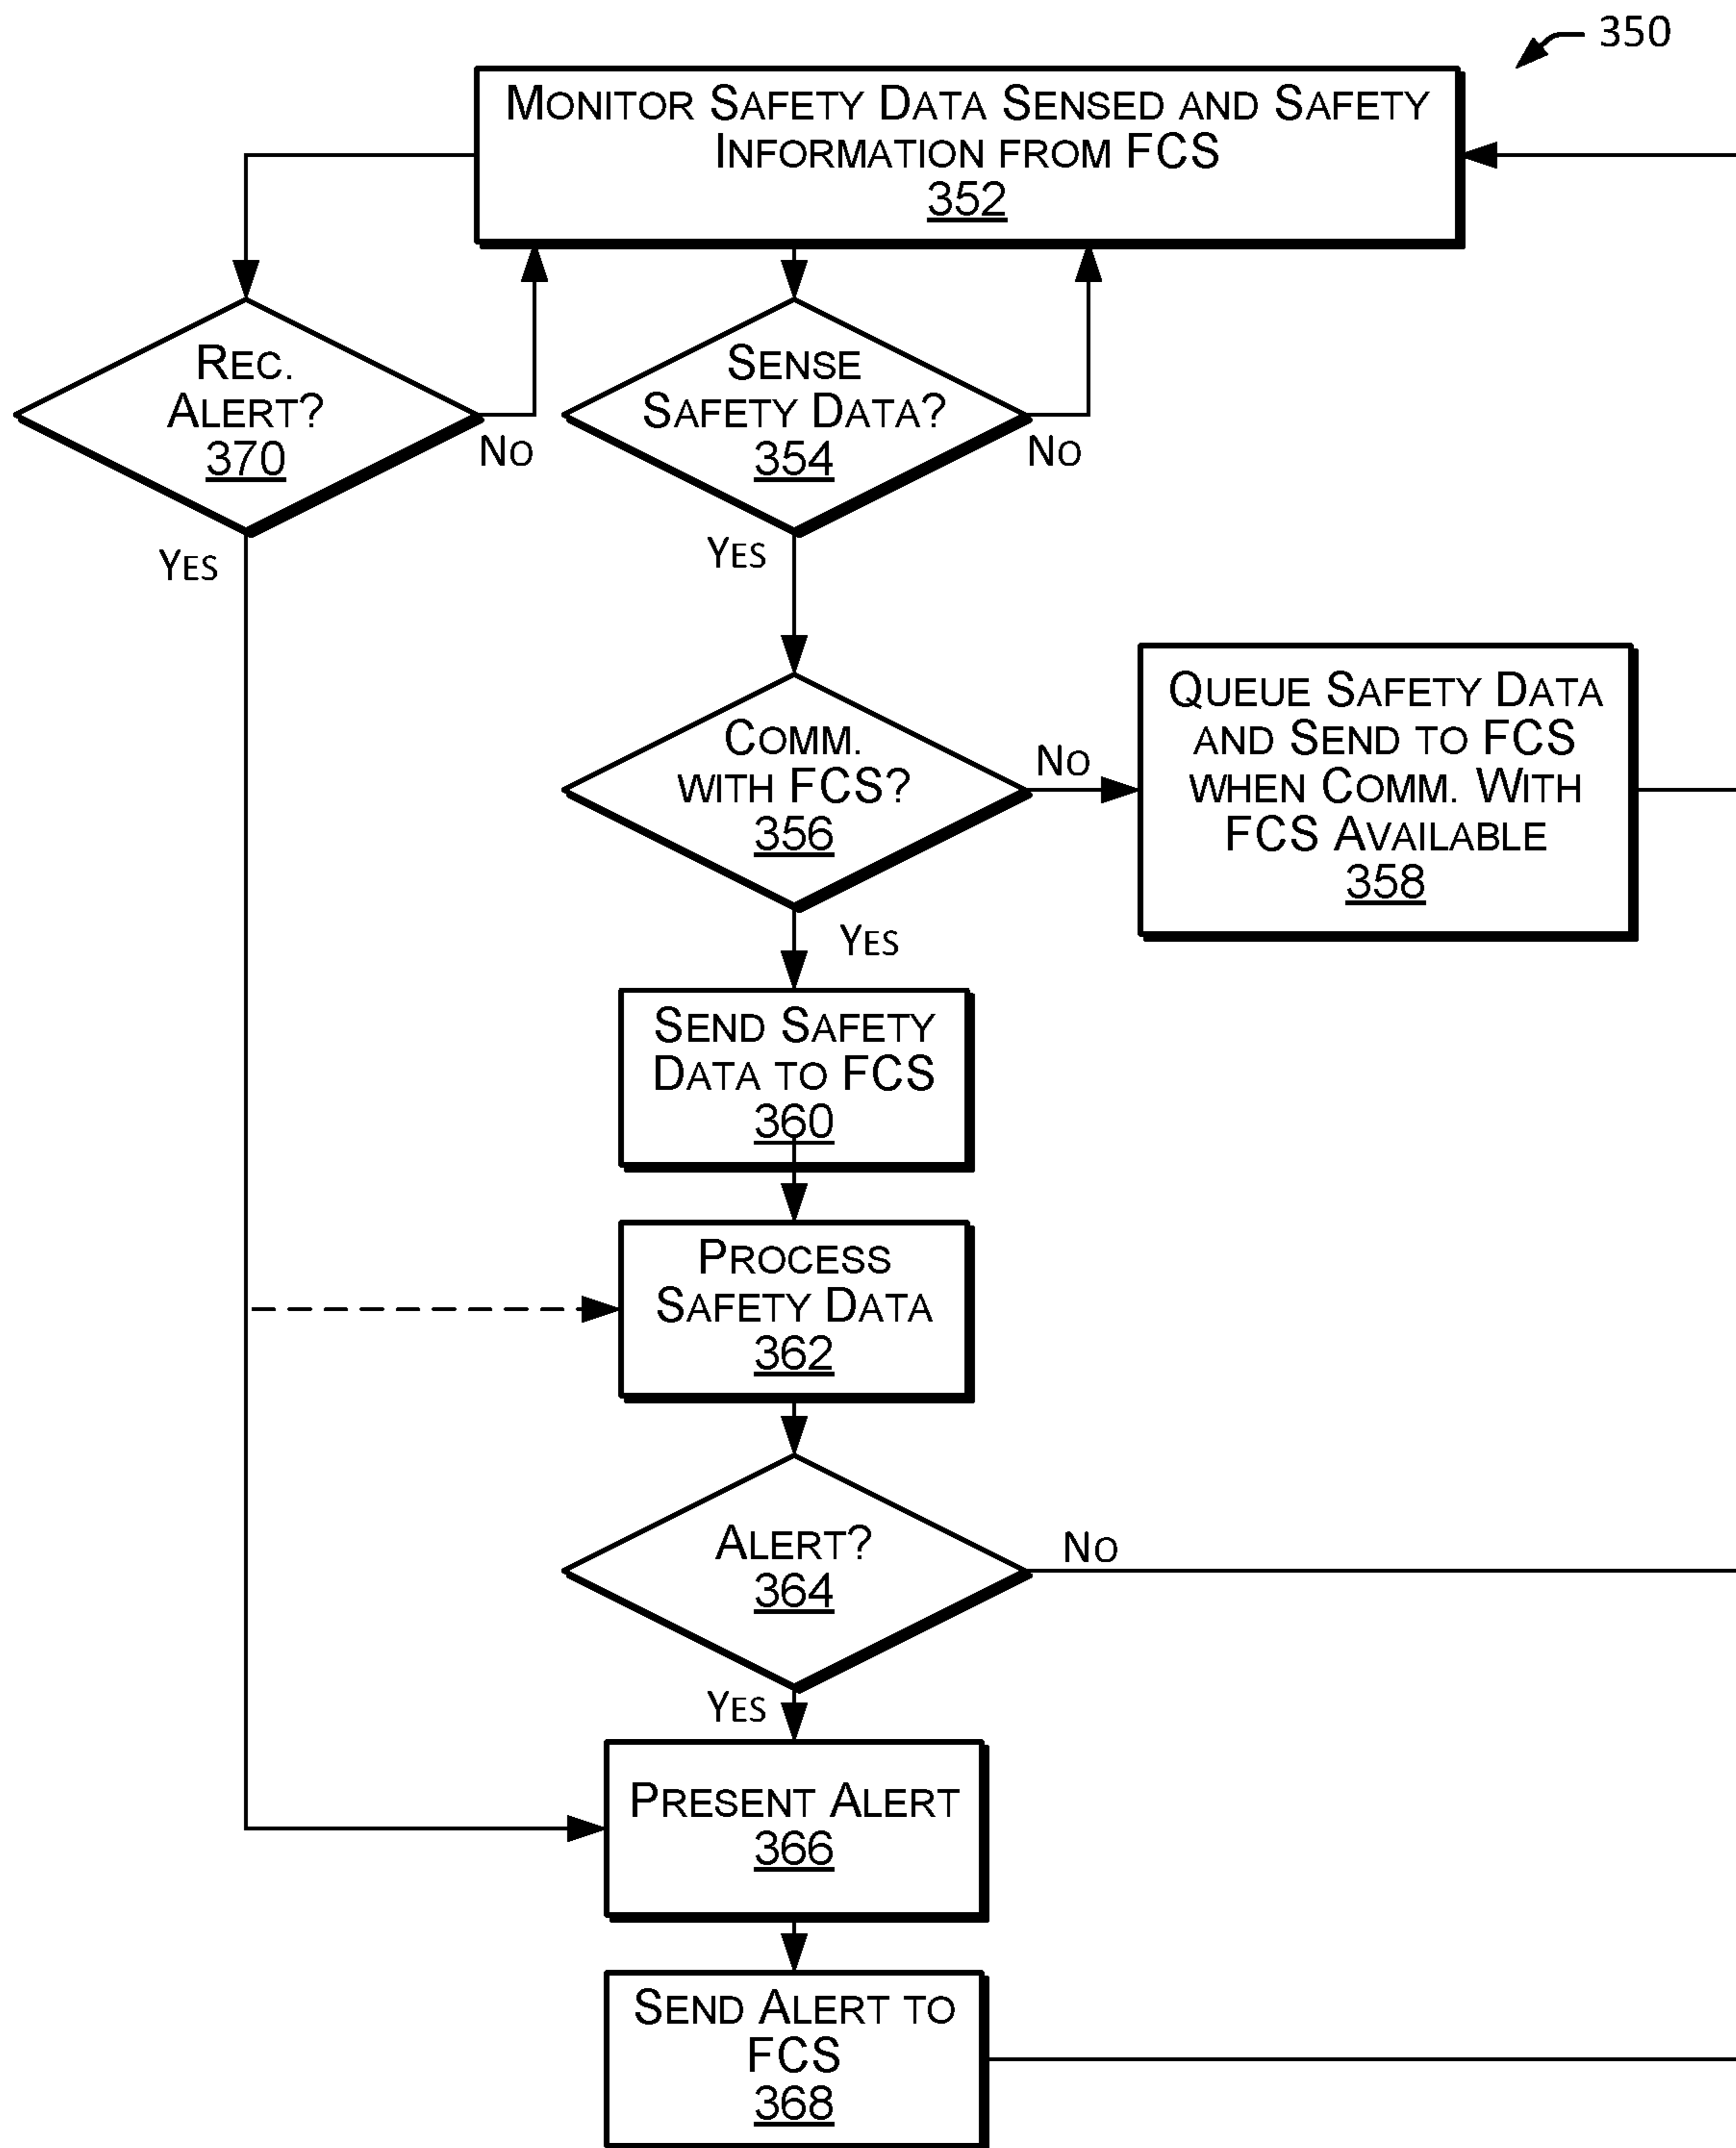 350
MONITOR SAFETY DATA SENSED AND SAFETY
INFORMATION FROM FCS
352
REC.
ALERT?
370
NO
YES
SENSE
SAFETY DATA?
354
NO
YES
COMM.
WITH FCS?
356
NO
YES
QUEUE SAFETY DATA
AND SEND TO FCS
WHEN COMM. WITH
FCS AVAILABLE
358
SEND SAFETY
DATA TO FCS
360
PROCESS
SAFETY DATA
362
ALERT?
364
NO
YES
PRESENT ALERT
366
SEND ALERT TO
FCS
368